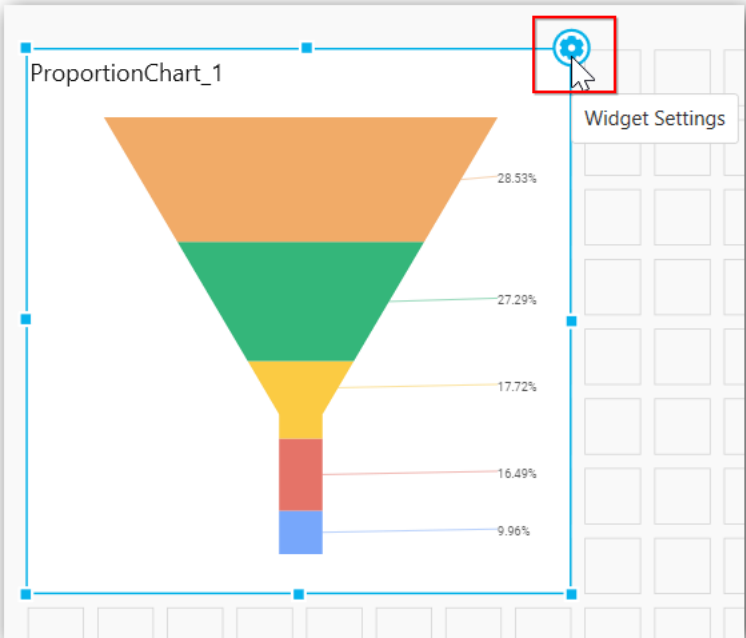 ProportionChart_1
Widget Settings
28.53%
27.29%
17.72%
16.49%
9.96%